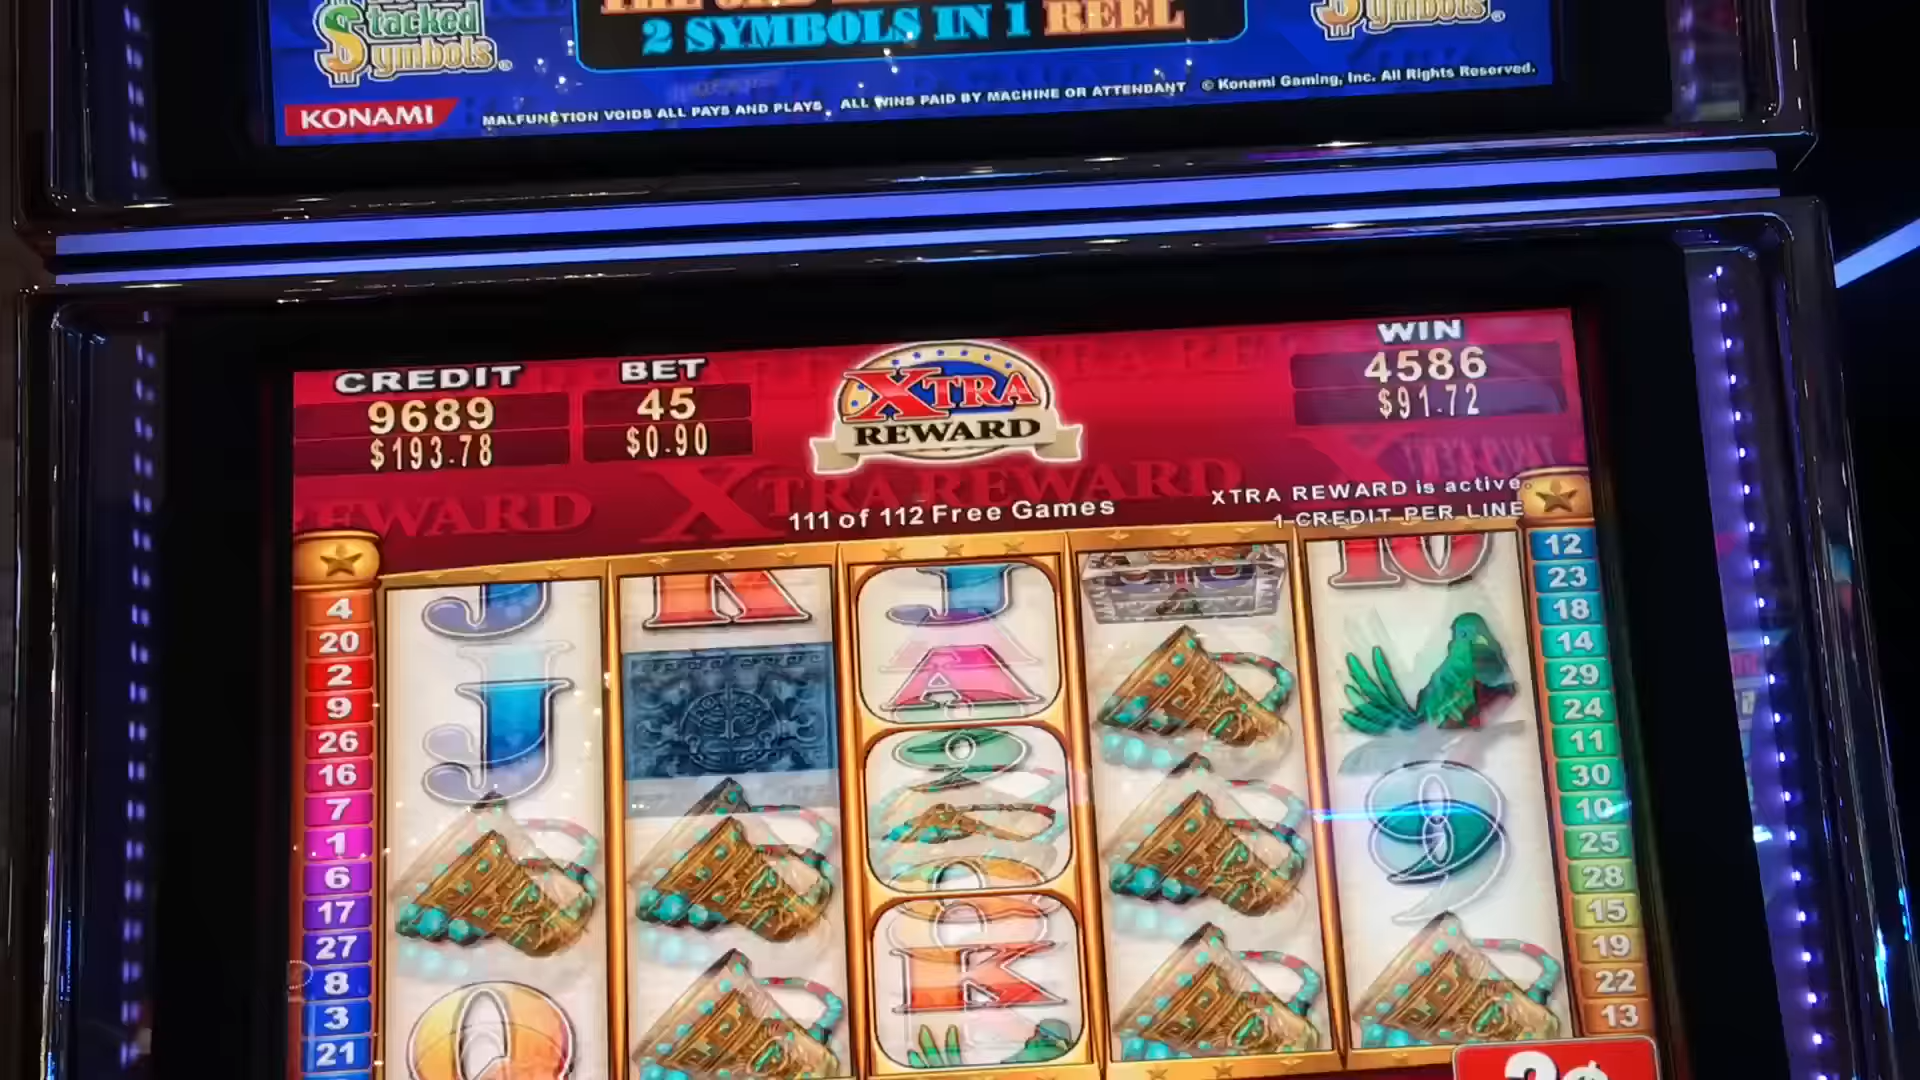 Stacked
Symbols®
2 SYMBOLS IN 1 REEL
Symbols®
KONAMI
MALFUNCTION VOIDS ALL PAYS AND PLAYS
ALL WINS PAID BY MACHINE OR ATTENDANT
© Konami Gaming, Inc. All Rights Reserved.
CREDIT
9689
$193.78
BET
45
$0.90
XTRA
REWARD
WIN
4586
$91.72
XTRA REWARD
111 of 112 Free Games
XTRA REWARD is active.
1 CREDIT PER LINE
4
20
2
9
26
16
7
1
6
17
27
8
3
21
J
K
J
10
J
A
9
Q
K
Q
9
12
23
18
14
29
24
11
30
10
25
28
15
19
22
13
2¢